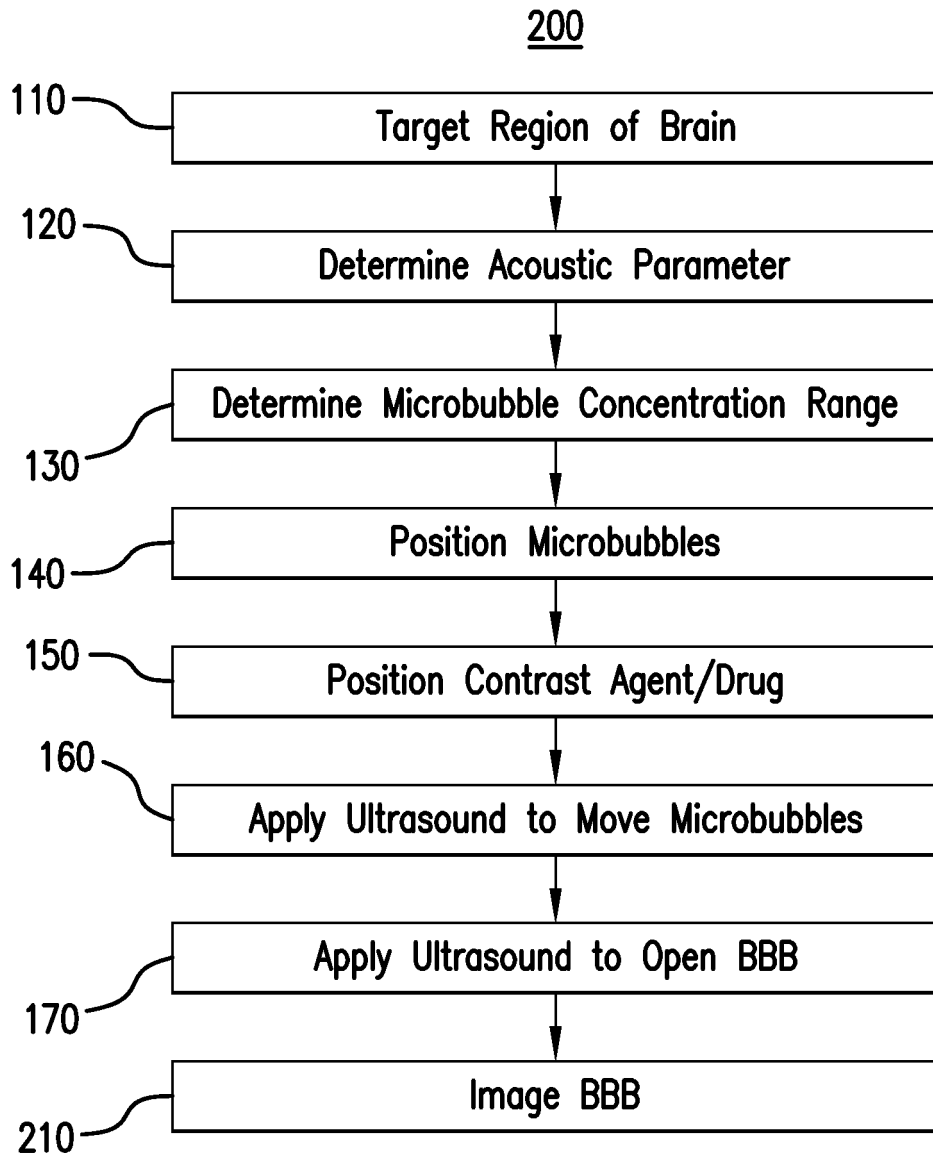 200
110
Target Region of Brain
120
Determine Acoustic Parameter
Determine Microbubble Concentration Range
130
Position Microbubbles
140
150
Position Contrast Agent/Drug
160
Apply Ultrasound to Move Microbubbles
Apply Ultrasound to Open BBB
170
Image BBB
210